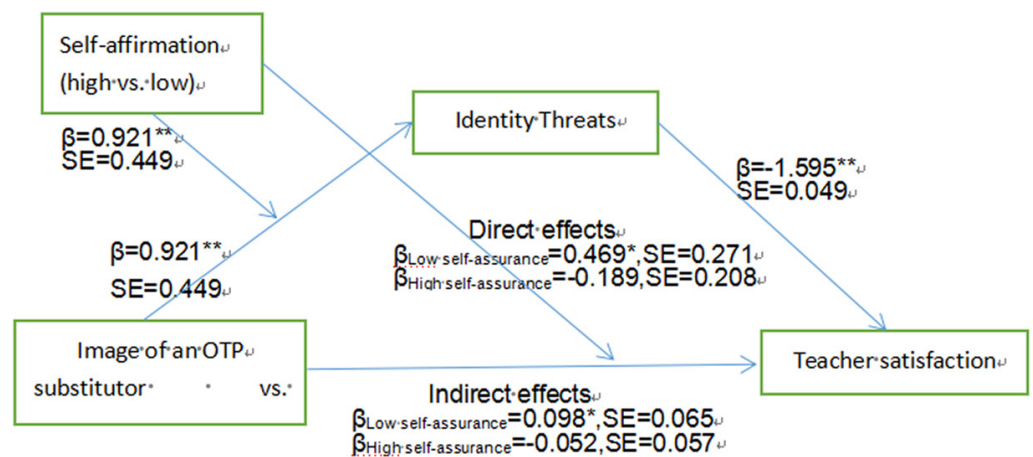 Self-affirmation
(high vs. low)
β=0.921**
SE=0.449
Identity Threats
β=-1.595**
SE=0.049
β=0.921**
SE=0.449
Direct effects
βLow self-assurance=0.469*,SE=0.271
βHigh self-assurance=-0.189,SE=0.208
Image of an OTP
substitutor vs.
Teacher satisfaction
Indirect effects
βLow self-assurance=0.098*,SE=0.065
βHigh self-assurance=-0.052,SE=0.057